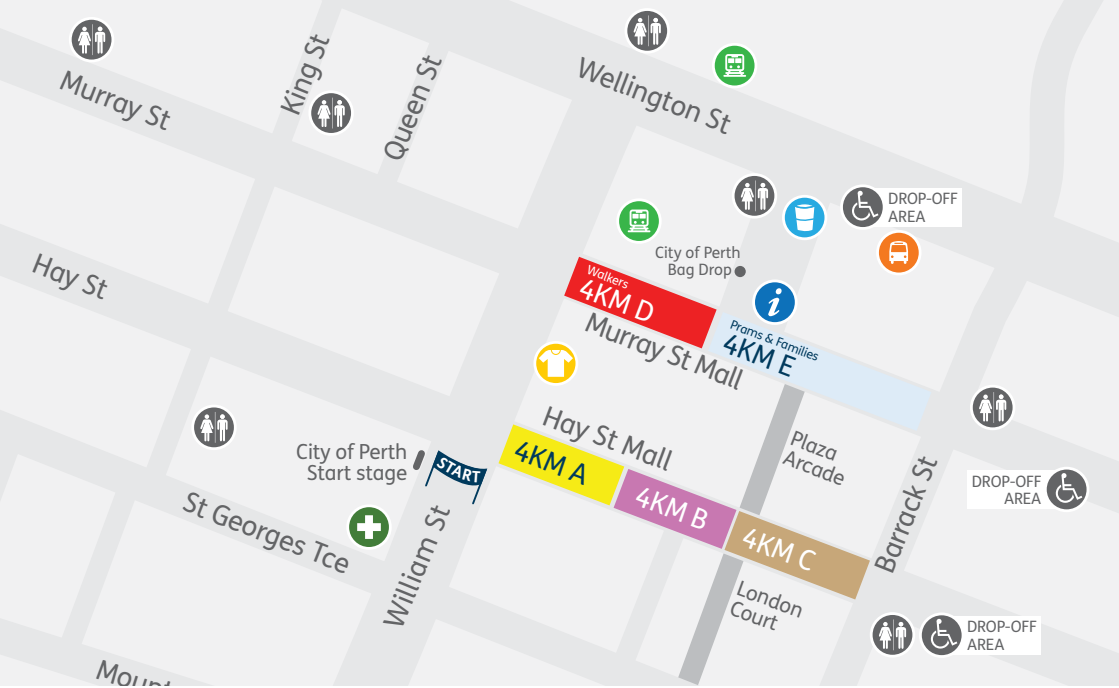 King St
Queen St
Murray St
Wellington St
DROP-OFF
AREA
City of Perth
Bag Drop
Hay St
Walkers
4KM D
Prams & Families
4KM E
Murray St Mall
Hay St Mall
Plaza
Arcade
City of Perth
Start stage
START
4KM A
4KM B
4KM C
DROP-OFF
AREA
Barrack St
St Georges Tce
William St
London
Court
DROP-OFF
AREA
Mount